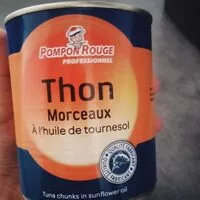 POMPON ROUGE
PROFESSIONNEL
Thon
Morceaux
À l'huile de tournesol
Tuna chunks in sunflower oil